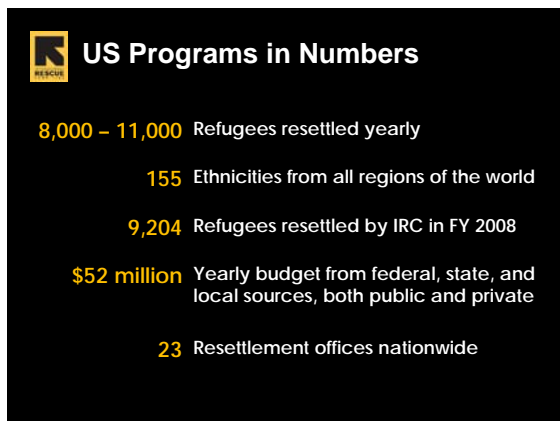 RESCUE
US Programs in Numbers
8,000 – 11,000 Refugees resettled yearly
155 Ethnicities from all regions of the world
9,204 Refugees resettled by IRC in FY 2008
$52 million Yearly budget from federal, state, and
local sources, both public and private
23 Resettlement offices nationwide